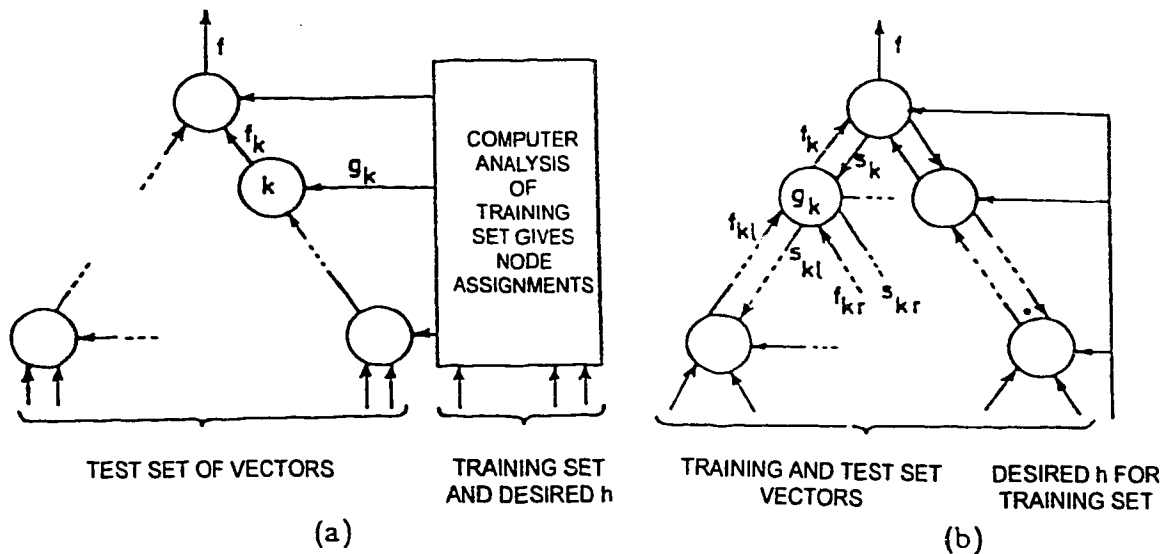 f
f_k
k
g_k
COMPUTER
ANALYSIS
OF
TRAINING
SET GIVES
NODE
ASSIGNMENTS
TEST SET OF VECTORS
TRAINING SET
AND DESIRED h
(a)
f
f_k
s_k
g_k
f_kl
s_kl
f_kr
s_kr
TRAINING AND TEST SET
VECTORS
DESIRED h FOR
TRAINING SET
(b)